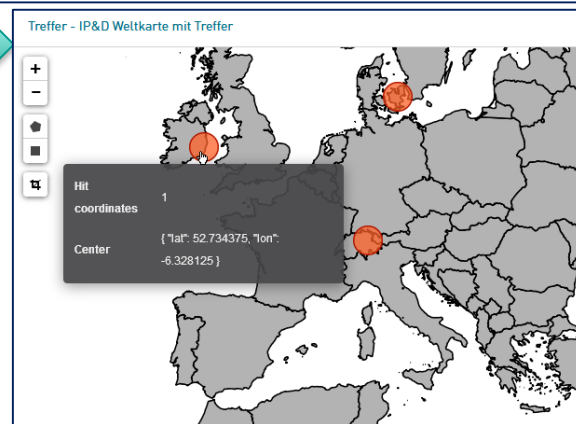 Treffer - IP&D Weltkarte mit Treffer
+
−
Hit
coordinates
1
Center
{ "lat": 52.734375, "lon":
-6.328125 }